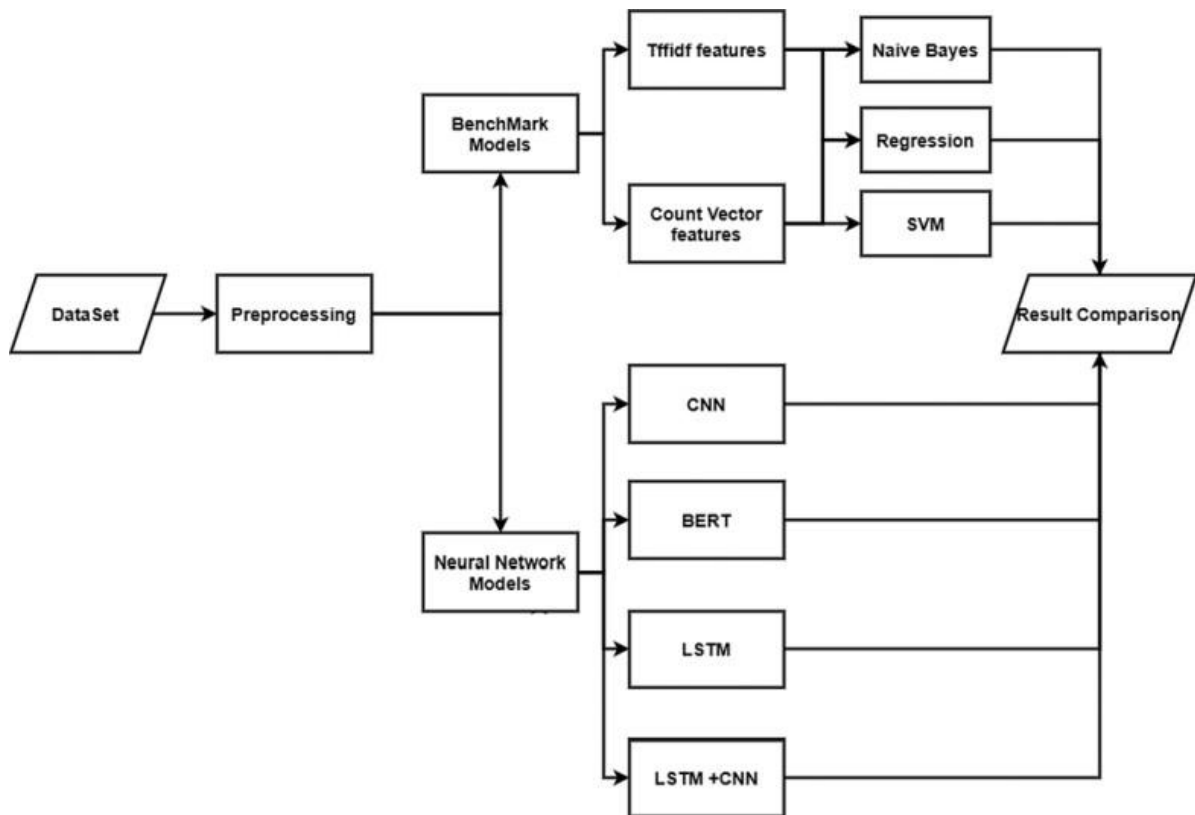 Tffidf features
Naive Bayes
BenchMark
Models
Regression
Count Vector
features
SVM
DataSet
Preprocessing
Result Comparison
CNN
BERT
Neural Network
Models
LSTM
LSTM +CNN